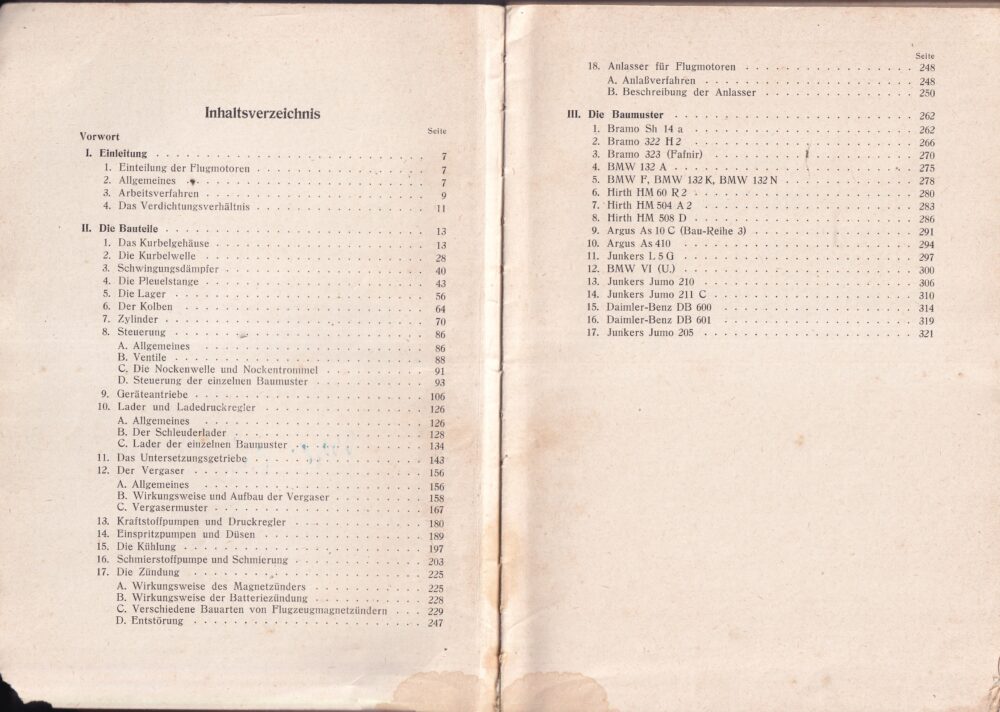 Inhaltsverzeichnis
Seite
Vorwort
I. Einleitung . . . . . . . . . . 7
1. Einteilung der Flugmotoren . . . . . . . . . . 7
2. Allgemeines . . . . . . . . . . 7
3. Arbeitsverfahren . . . . . . . . . . 9
4. Das Verdichtungsverhältnis . . . . . . . . . . 11
II. Die Bauteile . . . . . . . . . . 13
1. Das Kurbelgehäuse . . . . . . . . . . 13
2. Die Kurbelwelle . . . . . . . . . . 28
3. Schwingungsdämpfer . . . . . . . . . . 40
4. Die Pleuelstange . . . . . . . . . . 43
5. Die Lager . . . . . . . . . . 56
6. Der Kolben . . . . . . . . . . 64
7. Zylinder . . . . . . . . . . 70
8. Steuerung . . . . . . . . . . 86
A. Allgemeines . . . . . . . . . . 86
B. Ventile . . . . . . . . . . 88
C. Die Nockenwelle und Nockentrommel . . . . . . . . . . 91
D. Steuerung der einzelnen Baumuster . . . . . . . . . . 93
9. Geräteantriebe . . . . . . . . . . 106
10. Lader und Ladedruckregler . . . . . . . . . . 126
A. Allgemeines . . . . . . . . . . 126
B. Der Schleuderlader . . . . . . . . . . 128
C. Lader der einzelnen Baumuster . . . . . . . . . . 134
11. Das Untersetzungsgetriebe . . . . . . . . . . 143
12. Der Vergaser . . . . . . . . . . 156
A. Allgemeines . . . . . . . . . . 156
B. Wirkungsweise und Aufbau der Vergaser . . . . . . . . . . 158
C. Vergasermuster . . . . . . . . . . 167
13. Kraftstoffpumpen und Druckregler . . . . . . . . . . 180
14. Einspritzpumpen und Düsen . . . . . . . . . . 189
15. Die Kühlung . . . . . . . . . . 197
16. Schmierstoffpumpe und Schmierung . . . . . . . . . . 203
17. Die Zündung . . . . . . . . . . 225
A. Wirkungsweise des Magnetzünders . . . . . . . . . . 225
B. Wirkungsweise der Batteriezündung . . . . . . . . . . 228
C. Verschiedene Bauarten von Flugzeugmagnetzündern . . . 229
D. Entstörung . . . . . . . . . . 247
Seite
18. Anlasser für Flugmotoren . . . . . . . . . . 248
A. Anlaßverfahren . . . . . . . . . . 248
B. Beschreibung der Anlasser . . . . . . . . . . 250
III. Die Baumuster . . . . . . . . . . 262
1. Bramo Sh 14 a . . . . . . . . . . 262
2. Bramo 322 H 2 . . . . . . . . . . 266
3. Bramo 323 (Fafnir) . . . . . . . . . . 270
4. BMW 132 A . . . . . . . . . . 275
5. BMW F, BMW 132 K, BMW 132 N . . . . . . . . . . 278
6. Hirth HM 60 R 2 . . . . . . . . . . 280
7. Hirth HM 504 A 2 . . . . . . . . . . 283
8. Hirth HM 508 D . . . . . . . . . . 286
9. Argus As 10 C (Bau-Reihe 3) . . . . . . . . . . 291
10. Argus As 410 . . . . . . . . . . 294
11. Junkers L 5 G . . . . . . . . . . 297
12. BMW VI (U.) . . . . . . . . . . 300
13. Junkers Jumo 210 . . . . . . . . . . 306
14. Junkers Jumo 211 C . . . . . . . . . . 310
15. Daimler-Benz DB 600 . . . . . . . . . . 314
16. Daimler-Benz DB 601 . . . . . . . . . . 319
17. Junkers Jumo 205 . . . . . . . . . . 321